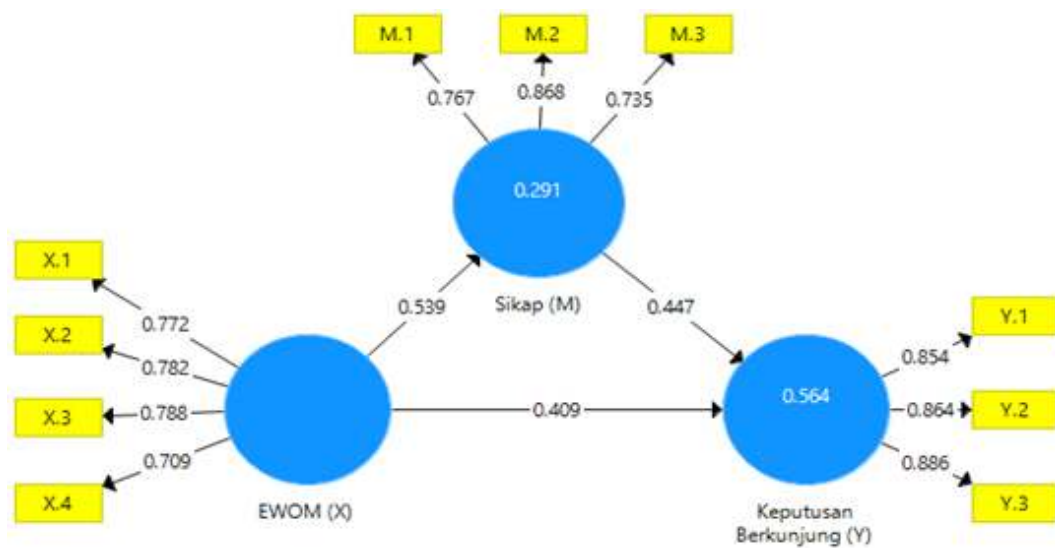 M.1
M.2
M.3
0.767
0.868
0.735
0.291
Sikap (M)
X.1
X.2
X.3
X.4
0.772
0.782
0.788
0.709
EWOM (X)
0.539
0.447
0.409
0.564
Keputusan
Berkunjung (Y)
0.854
0.864
0.886
Y.1
Y.2
Y.3